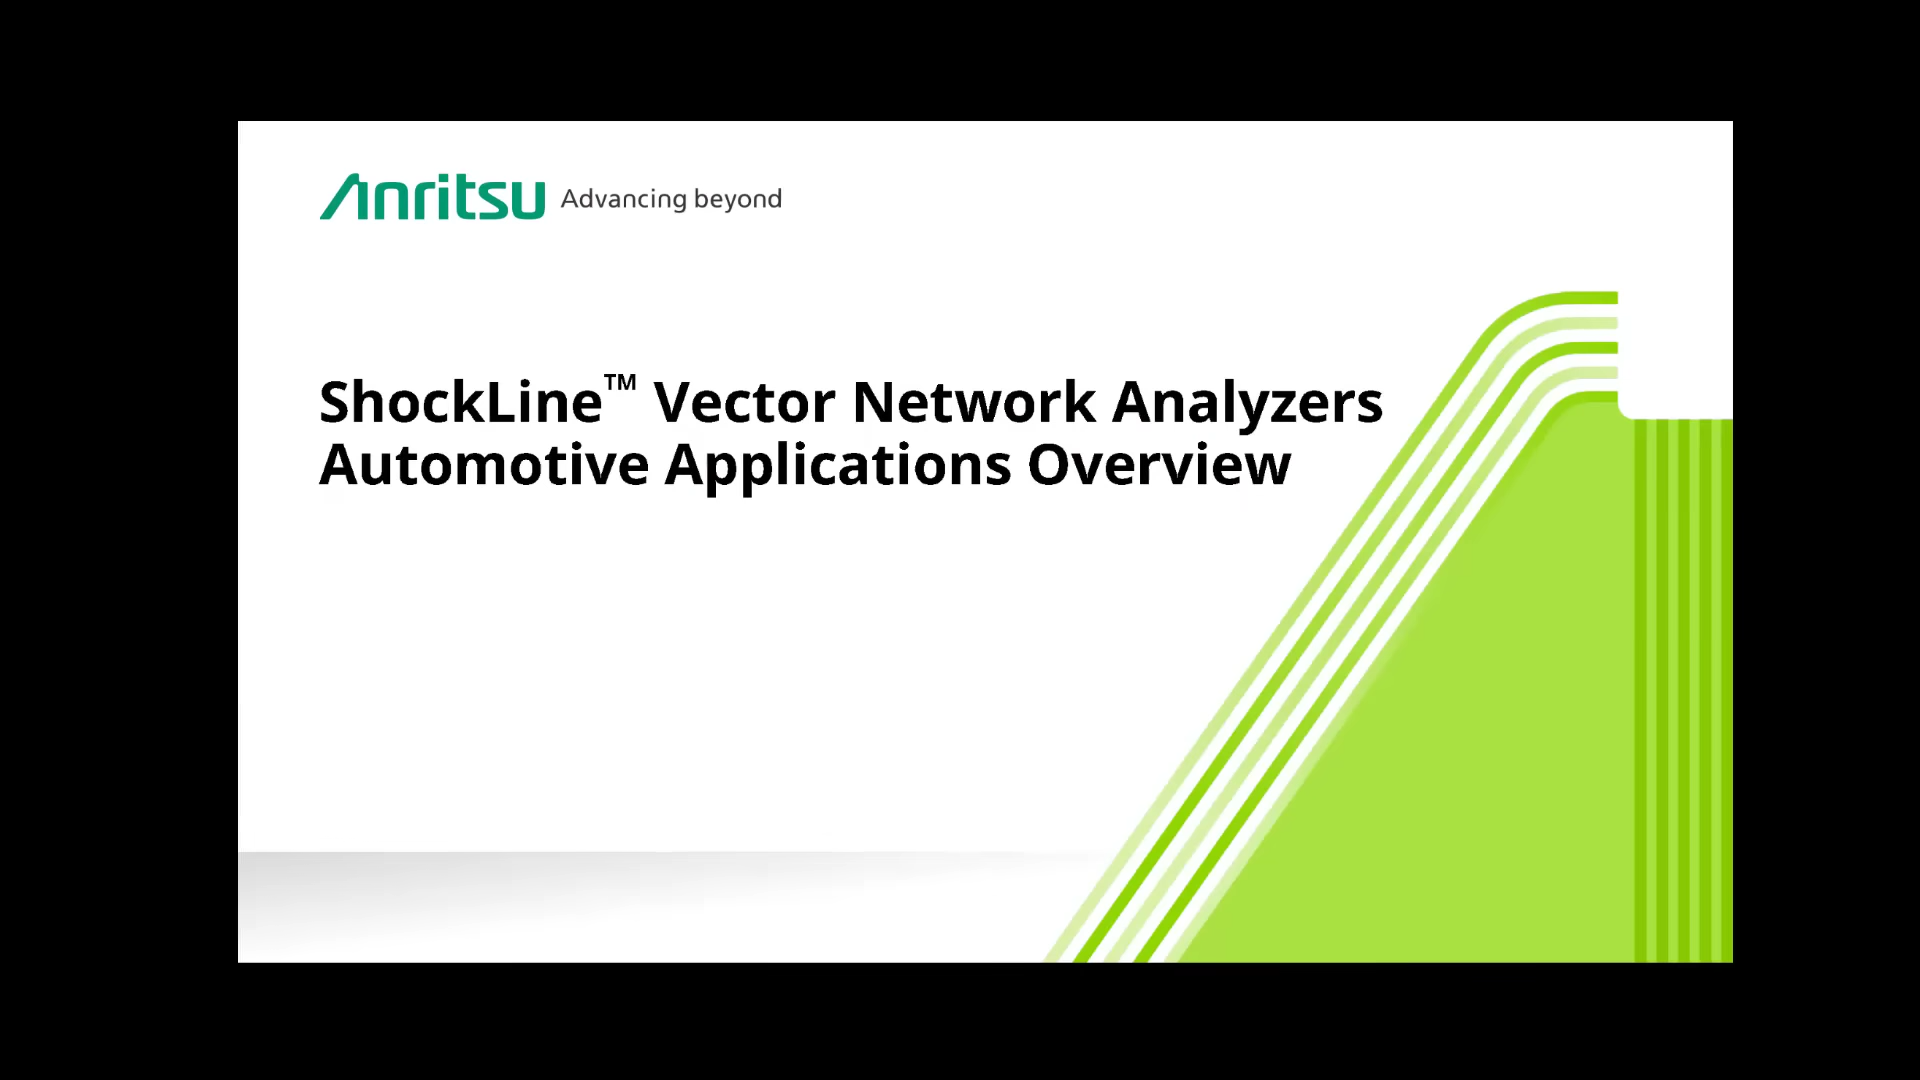 Anritsu Advancing beyond
ShockLine™ Vector Network Analyzers
Automotive Applications Overview